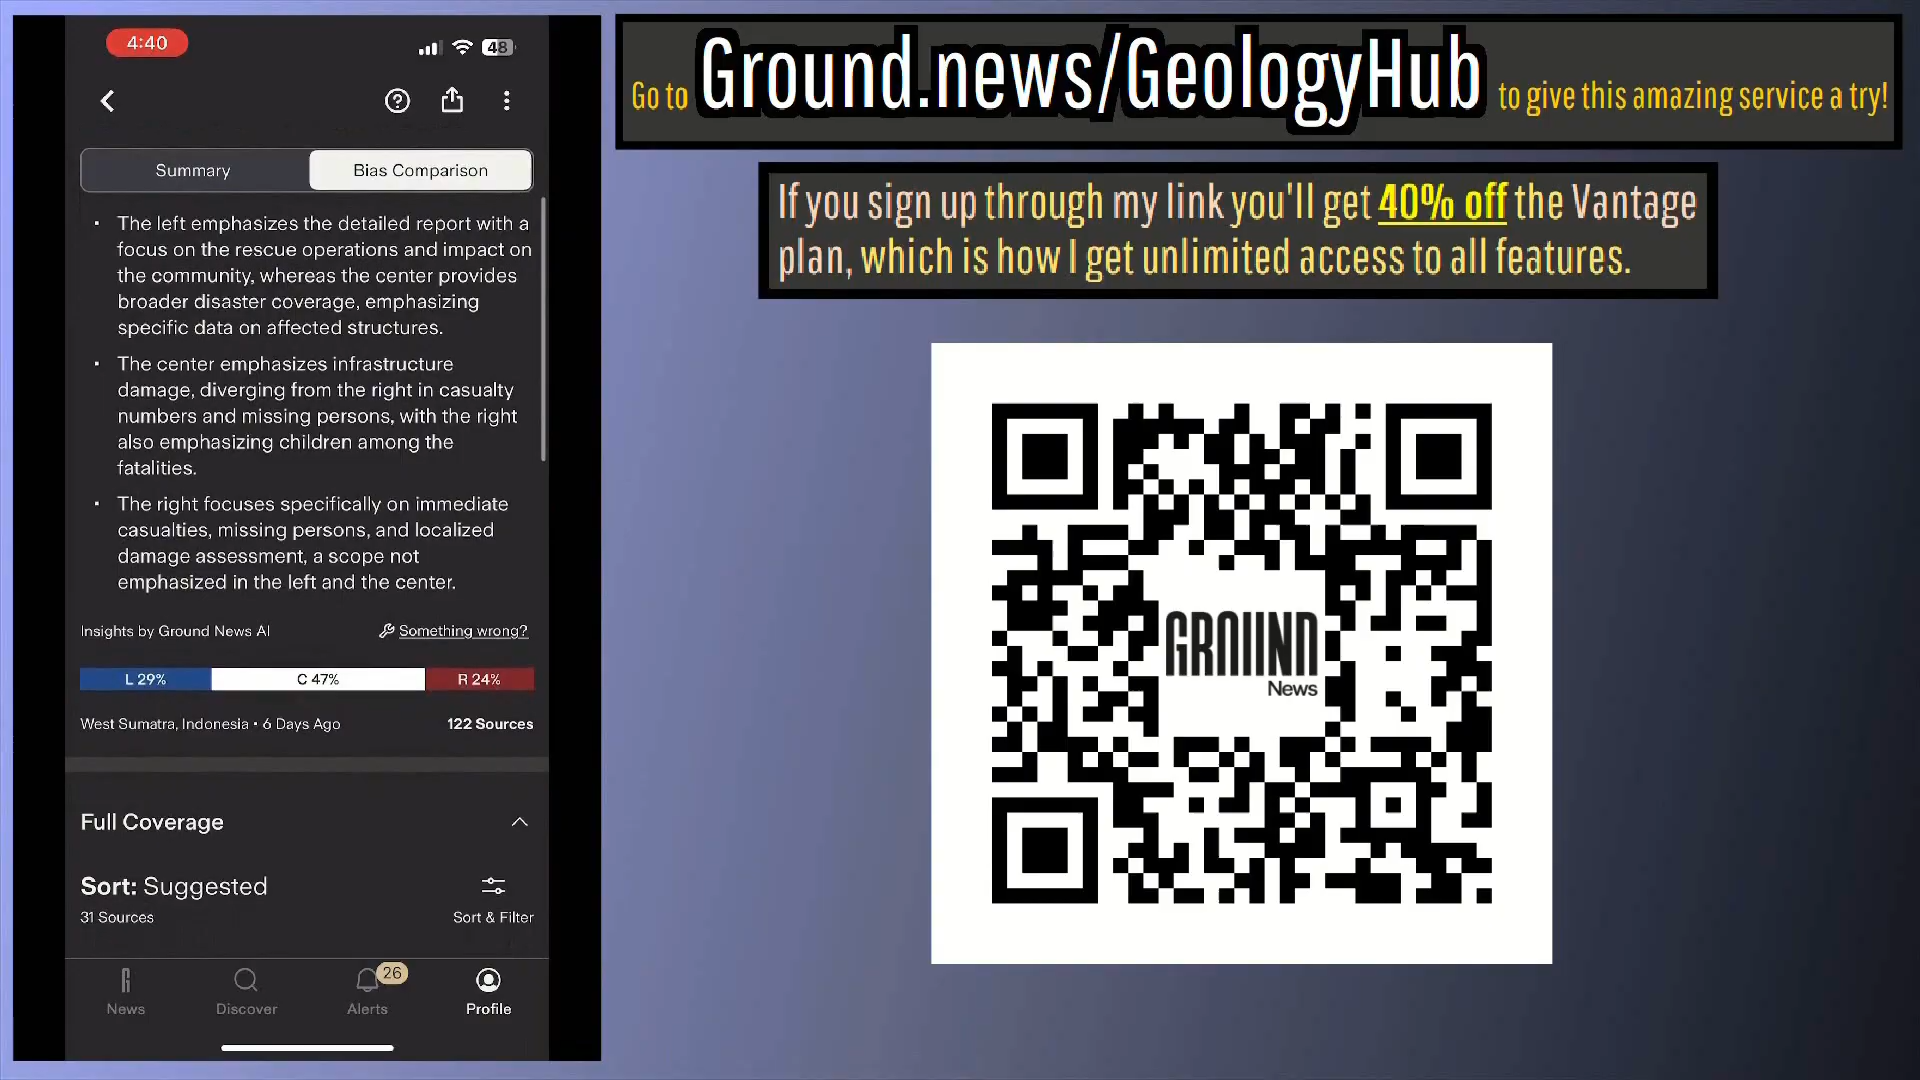 4:40
48
Summary
Bias Comparison
· The left emphasizes the detailed report with a
focus on the rescue operations and impact on
the community, whereas the center provides
broader disaster coverage, emphasizing
specific data on affected structures.
· The center emphasizes infrastructure
damage, diverging from the right in casualty
numbers and missing persons, with the right
also emphasizing children among the
fatalities.
· The right focuses specifically on immediate
casualties, missing persons, and localized
damage assessment, a scope not
emphasized in the left and the center.
Insights by Ground News AI
Something wrong?
L 29%
C 47%
R 24%
West Sumatra, Indonesia • 6 Days Ago
122 Sources
Full Coverage
Sort: Suggested
31 Sources
Sort & Filter
26
News
Discover
Alerts
Profile
Go to Ground.news/GeologyHub to give this amazing service a try!
If you sign up through my link you'll get 40% off the Vantage
plan, which is how I get unlimited access to all features.
GROUND
News